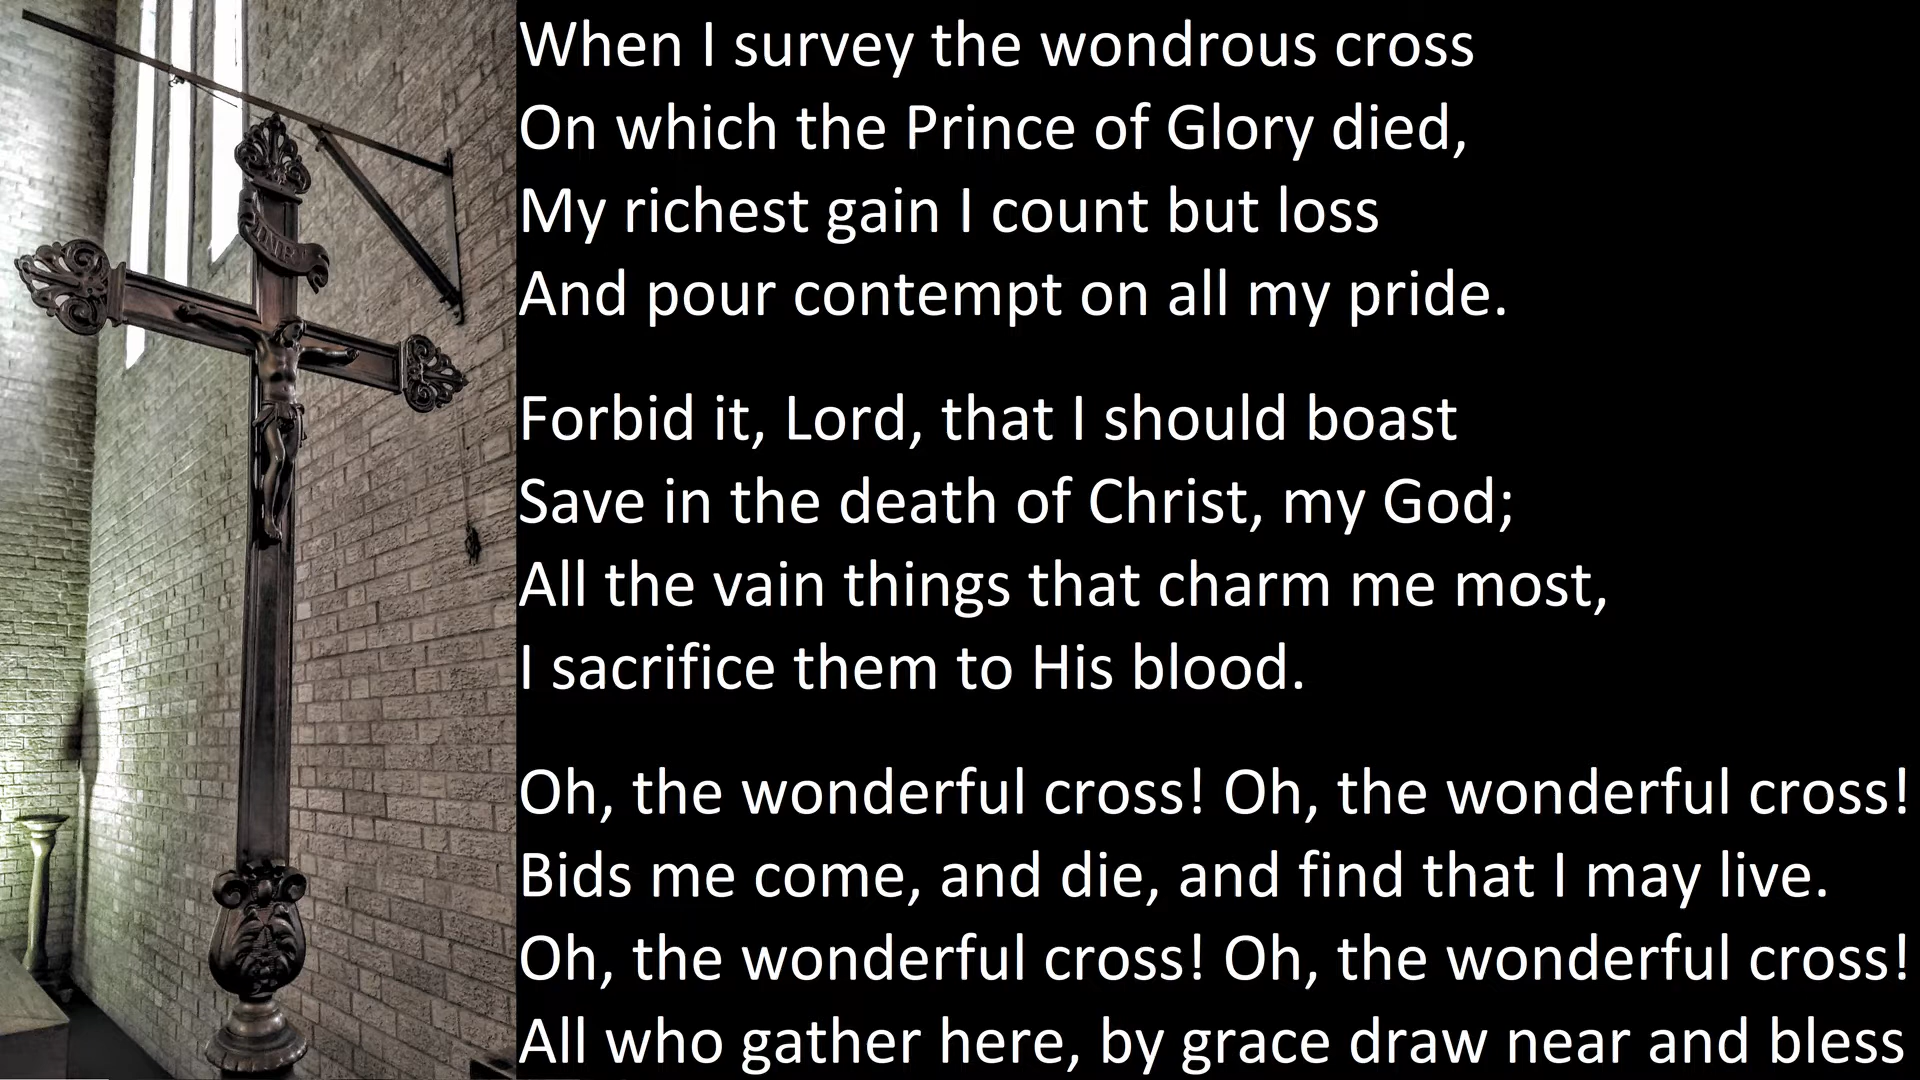 INRI
When I survey the wondrous cross
On which the Prince of Glory died,
My richest gain I count but loss
And pour contempt on all my pride.
Forbid it, Lord, that I should boast
Save in the death of Christ, my God;
All the vain things that charm me most,
I sacrifice them to His blood.
Oh, the wonderful cross! Oh, the wonderful cross!
Bids me come, and die, and find that I may live.
Oh, the wonderful cross! Oh, the wonderful cross!
All who gather here, by grace draw near and bless